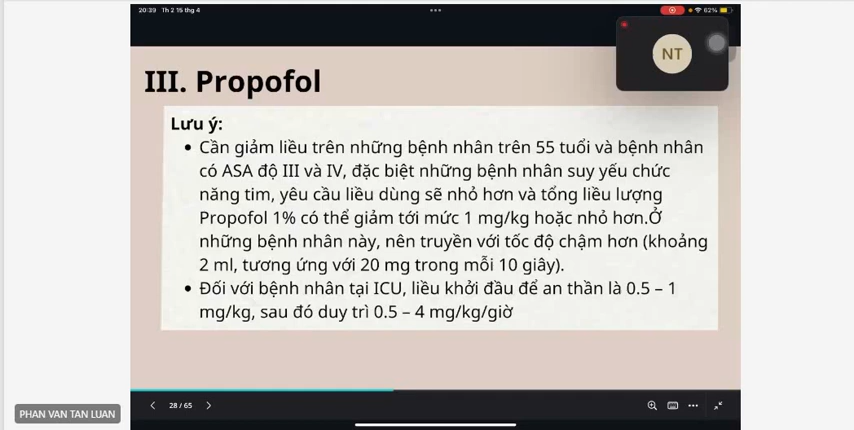 20:39 Th 2 15 thg 4
62%
NT
III. Propofol
Lưu ý:
Cần giảm liều trên những bệnh nhân trên 55 tuổi và bệnh nhân
có ASA độ III và IV, đặc biệt những bệnh nhân suy yếu chức
năng tim, yêu cầu liều dùng sẽ nhỏ hơn và tổng liều lượng
Propofol 1% có thể giảm tới mức 1 mg/kg hoặc nhỏ hơn.Ở
những bệnh nhân này, nên truyền với tốc độ chậm hơn (khoảng
2 ml, tương ứng với 20 mg trong mỗi 10 giây).
Đối với bệnh nhân tại ICU, liều khởi đầu để an thần là 0.5 – 1
mg/kg, sau đó duy trì 0.5 – 4 mg/kg/giờ
28 / 65
PHAN VAN TAN LUAN